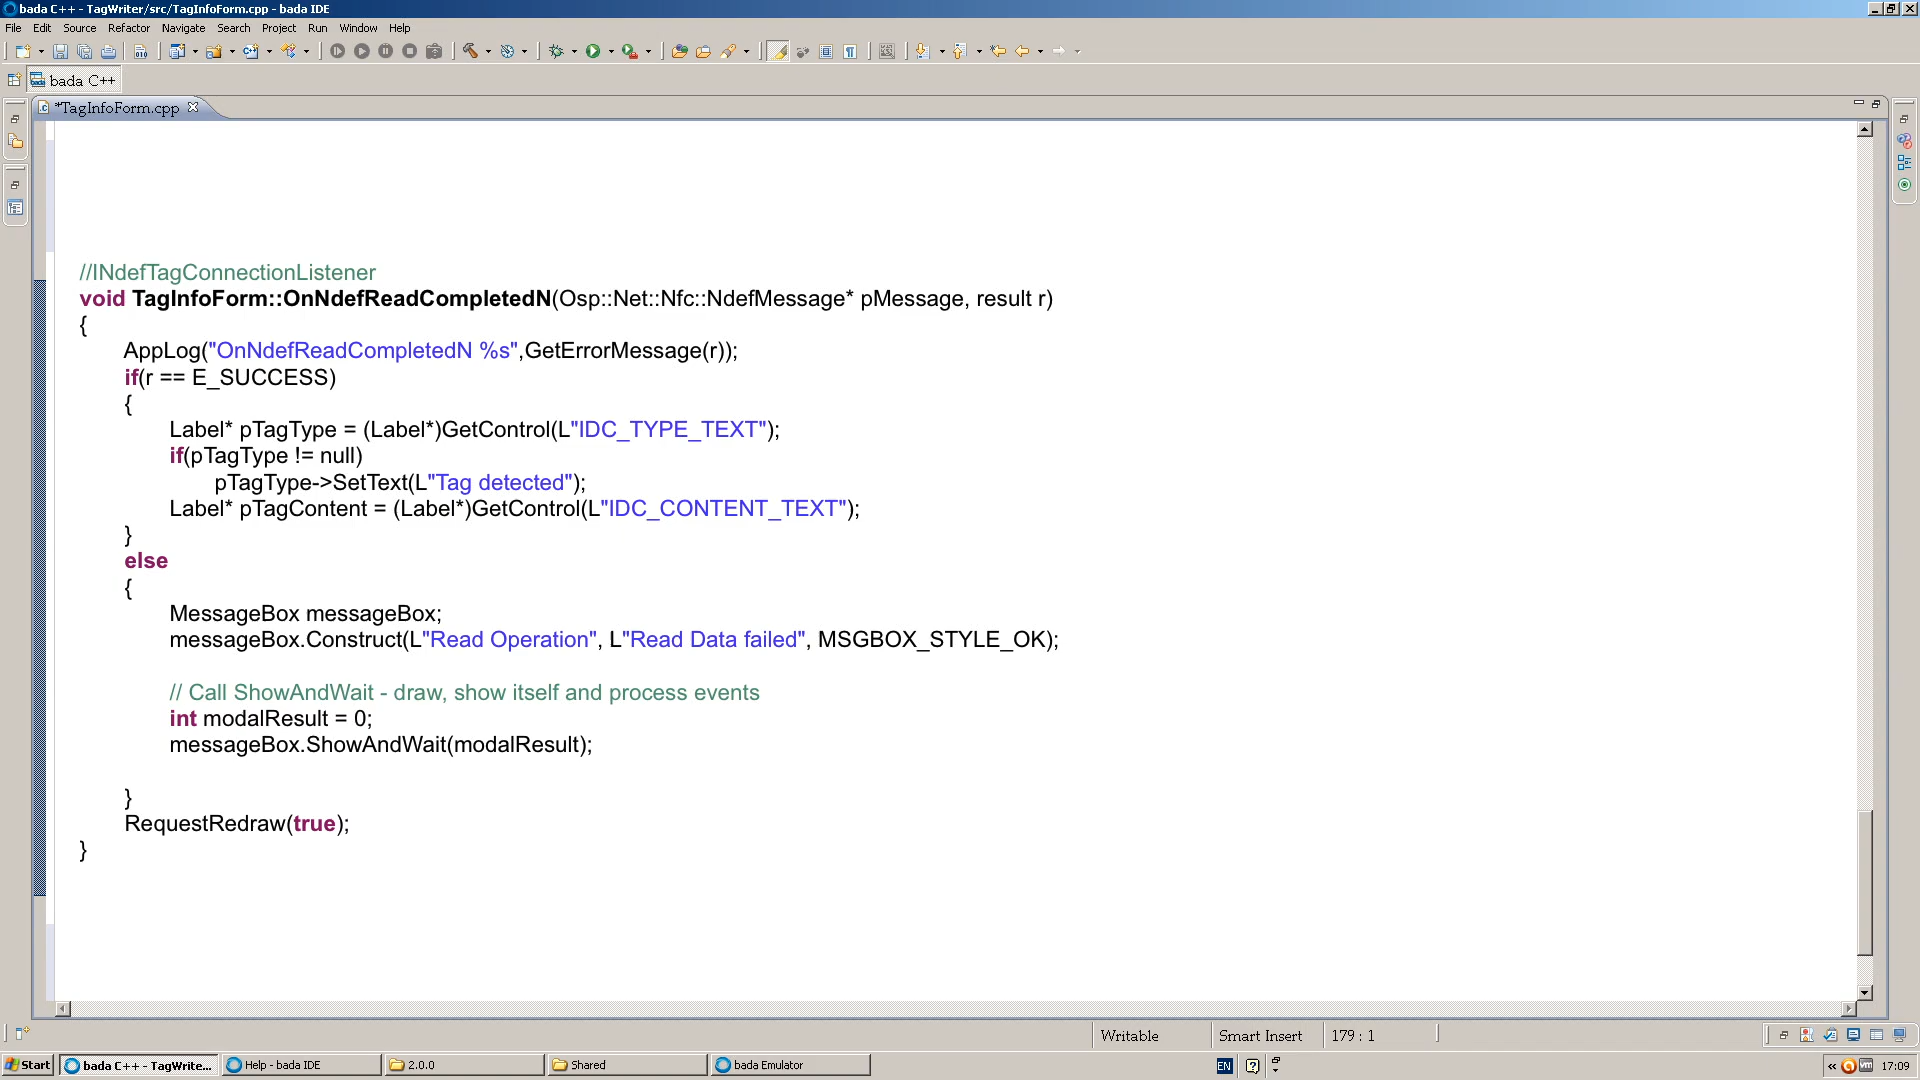 bada C++ - TagWriter/src/TagInfoForm.cpp - bada IDE
File Edit Source Refactor Navigate Search Project Run Window Help
bada C++
*TagInfoForm.cpp
//INdefTagConnectionListener
void TagInfoForm::OnNdefReadCompletedN(Osp::Net::Nfc::NdefMessage* pMessage, result r)
{
AppLog("OnNdefReadCompletedN %s",GetErrorMessage(r));
if(r == E_SUCCESS)
{
Label* pTagType = (Label*)GetControl(L"IDC_TYPE_TEXT");
if(pTagType != null)
pTagType->SetText(L"Tag detected");
Label* pTagContent = (Label*)GetControl(L"IDC_CONTENT_TEXT");
}
else
{
MessageBox messageBox;
messageBox.Construct(L"Read Operation", L"Read Data failed", MSGBOX_STYLE_OK);
// Call ShowAndWait - draw, show itself and process events
int modalResult = 0;
messageBox.ShowAndWait(modalResult);
}
RequestRedraw(true);
}
Writable Smart Insert 179 : 1
Start bada C++ - TagWrite... Help - bada IDE 2.0.0 Shared bada Emulator EN « 17:09